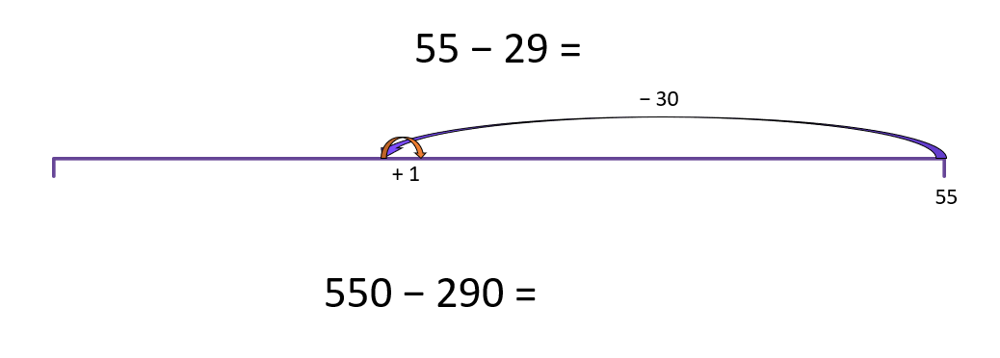 55 – 29 =
– 30
+ 1
55
550 – 290 =